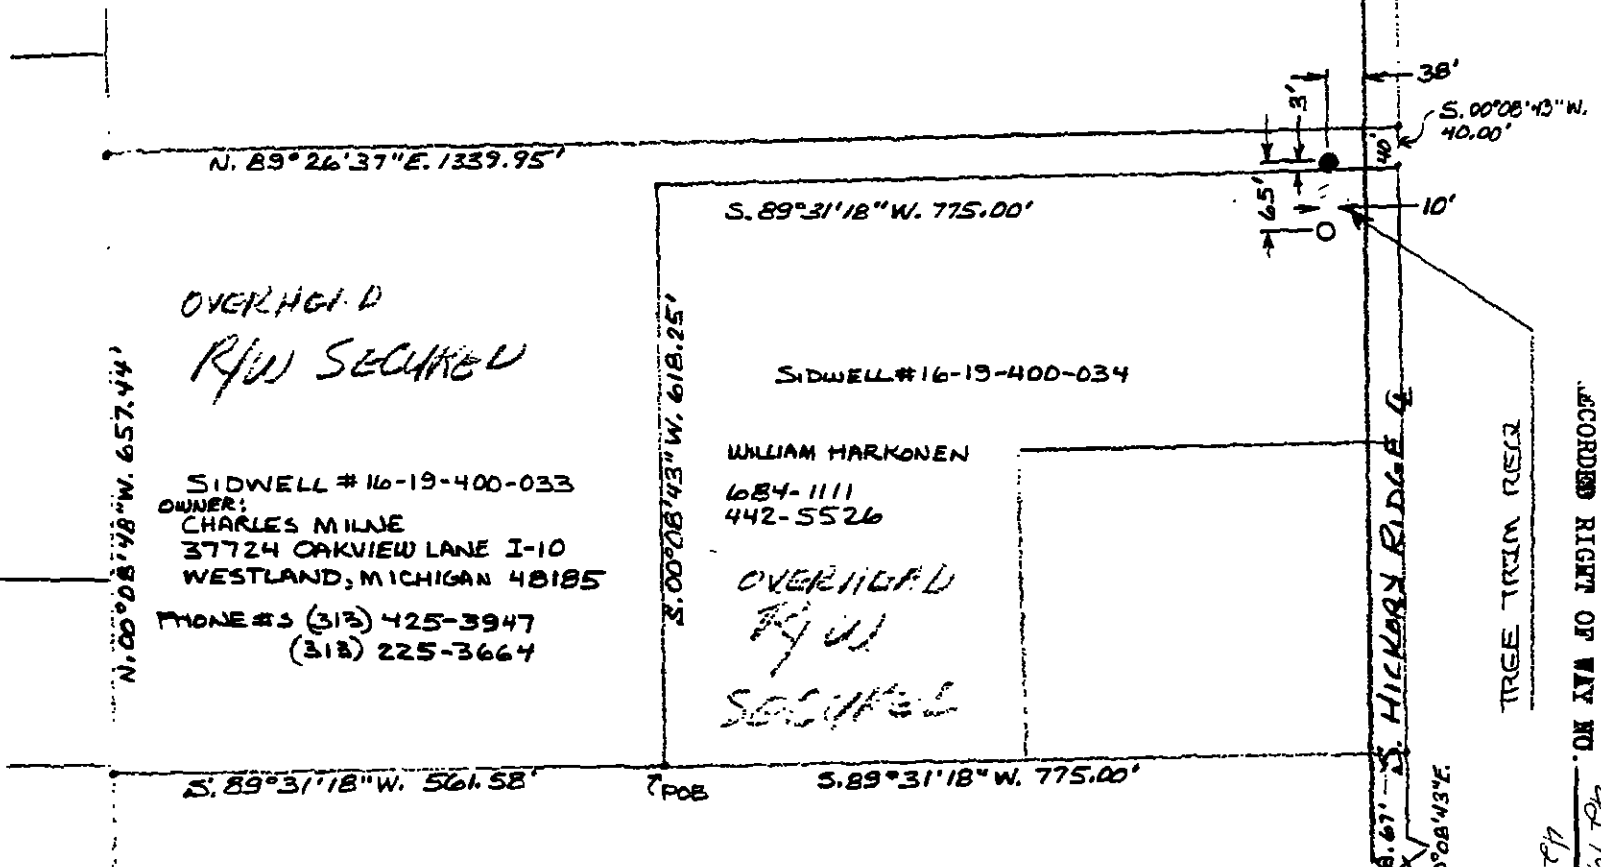 38'
S. 00°08'43"W.
40.00'
3'
40'
N. 89°26'37"E. 1339.95'
65'
S. 89°31'18"W. 775.00'
10'
R/W SECURED
S. 00°08'43"W. 618.25'
N. 00°08'48"W. 657.44'
SIDWELL #16-19-400-034
WILLIAM HARKONEN
684-1111
442-5526
SIDWELL #16-19-400-033
OWNER:
CHARLES MILNE
37724 OAKVIEW LANE I-10
WESTLAND, MICHIGAN 48185
PHONE #S (313) 425-3947
(313) 225-3664
OVERHEAD
R/W
SECURED
S. HICKORY RIDGE ℄
TREE TRIM REQ
RIGHT OF WAY NO.
S. 89°31'18"W. 561.58'
POB
S. 89°31'18"W. 775.00'